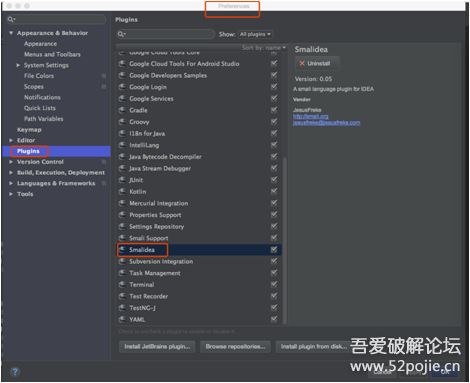 Preferences
Appearance & Behavior
Appearance
Menus and Toolbars
System Settings
File Colors
Scopes
Notifications
Quick Lists
Path Variables
Keymap
Editor
Plugins
Version Control
Build, Execution, Deployment
Languages & Frameworks
Tools
Plugins
Show: All plugins
Sort by: name
Google Cloud Tools Core
Google Cloud Tools For Android Studio
Google Developers Samples
Google Login
Google Services
Gradle
Groovy
I18n for Java
IntelliLang
Java Bytecode Decompiler
Java Stream Debugger
JUnit
Kotlin
Mercurial Integration
Properties Support
Settings Repository
Smali Support
Smalidea
Subversion Integration
Task Management
Terminal
Test Recorder
TestNG-J
YAML
Check or uncheck a plugin to enable or disable it.
Install JetBrains plugin...
Browse repositories...
Install plugin from disk...
Smalidea
Uninstall
Version: 0.05
A smali language plugin for IDEA
Vendor
JesusFreke
http://smali.org
jesusfreke@jesusfreke.com
Cancel
吾爱破解论坛
www.52pojie.cn